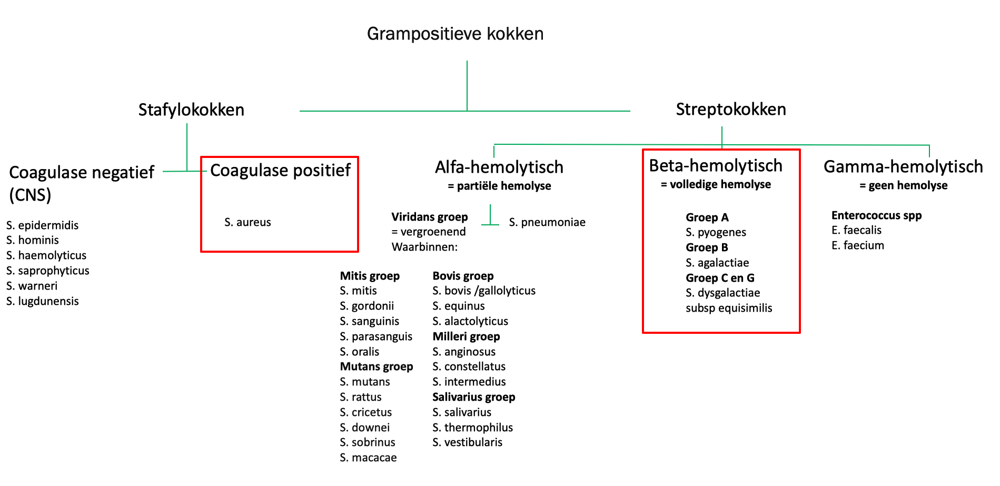 Grampositieve kokken
Stafylokokken
Streptokokken
Coagulase negatief
(CNS)
S. epidermidis
S. hominis
S. haemolyticus
S. saprophyticus
S. warneri
S. lugdunensis
Coagulase positief
S. aureus
Alfa-hemolytisch
= partiële hemolyse
Viridans groep
= vergroenend
Waarbinnen:
S. pneumoniae
Mitis groep
S. mitis
S. gordonii
S. sanguinis
S. parasanguis
S. oralis
Mutans groep
S. mutans
S. rattus
S. cricetus
S. downei
S. sobrinus
S. macacae
Bovis groep
S. bovis /gallolyticus
S. equinus
S. alactolyticus
Milleri groep
S. anginosus
S. constellatus
S. intermedius
Salivarius groep
S. salivarius
S. thermophilus
S. vestibularis
Beta-hemolytisch
= volledige hemolyse
Groep A
S. pyogenes
Groep B
S. agalactiae
Groep C en G
S. dysgalactiae
subsp equisimilis
Gamma-hemolytisch
= geen hemolyse
Enterococcus spp
E. faecalis
E. faecium